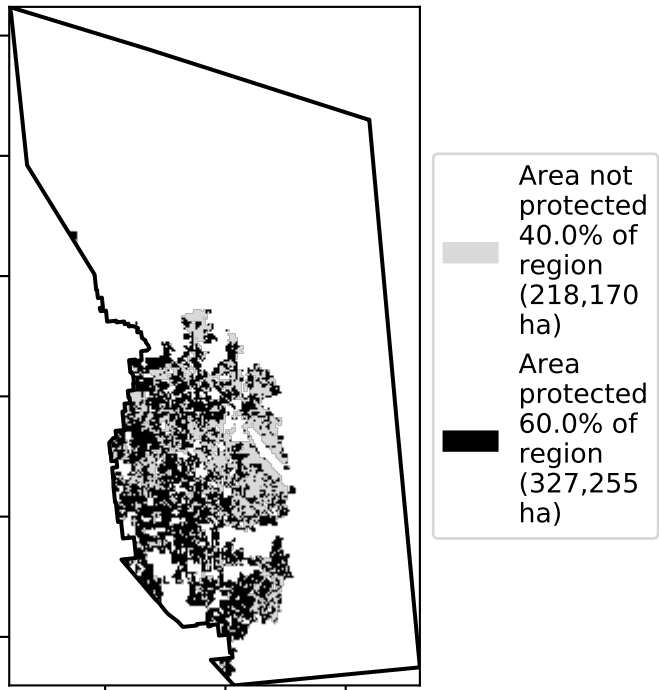 Area not
protected
40.0% of
region
(218,170
ha)
Area
protected
60.0% of
region
(327,255
ha)